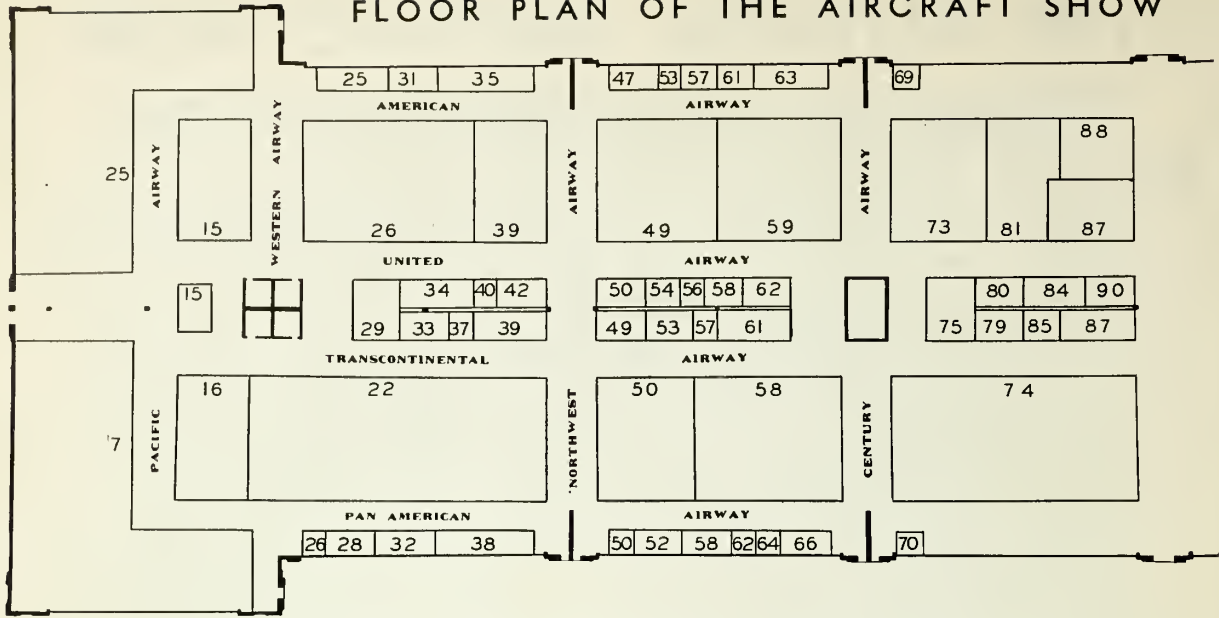 FLOOR PLAN OF THE AIRCRAFT SHOW
25 31 35 47 53 57 61 63 69
AMERICAN AIRWAY
WESTERN AIRWAY
AIRWAY
AIRWAY
AIRWAY
25
88
15 26 39 49 59 73 81 87
UNITED AIRWAY
15 34 40 42 50 54 56 58 62 80 84 90
29 33 37 39 49 53 57 61 75 79 85 87
TRANSCONTINENTAL AIRWAY
16 22 50 58 74
PACIFIC
NORTHWEST
CENTURY
17
PAN AMERICAN AIRWAY
26 28 32 38 50 52 58 62 64 66 70